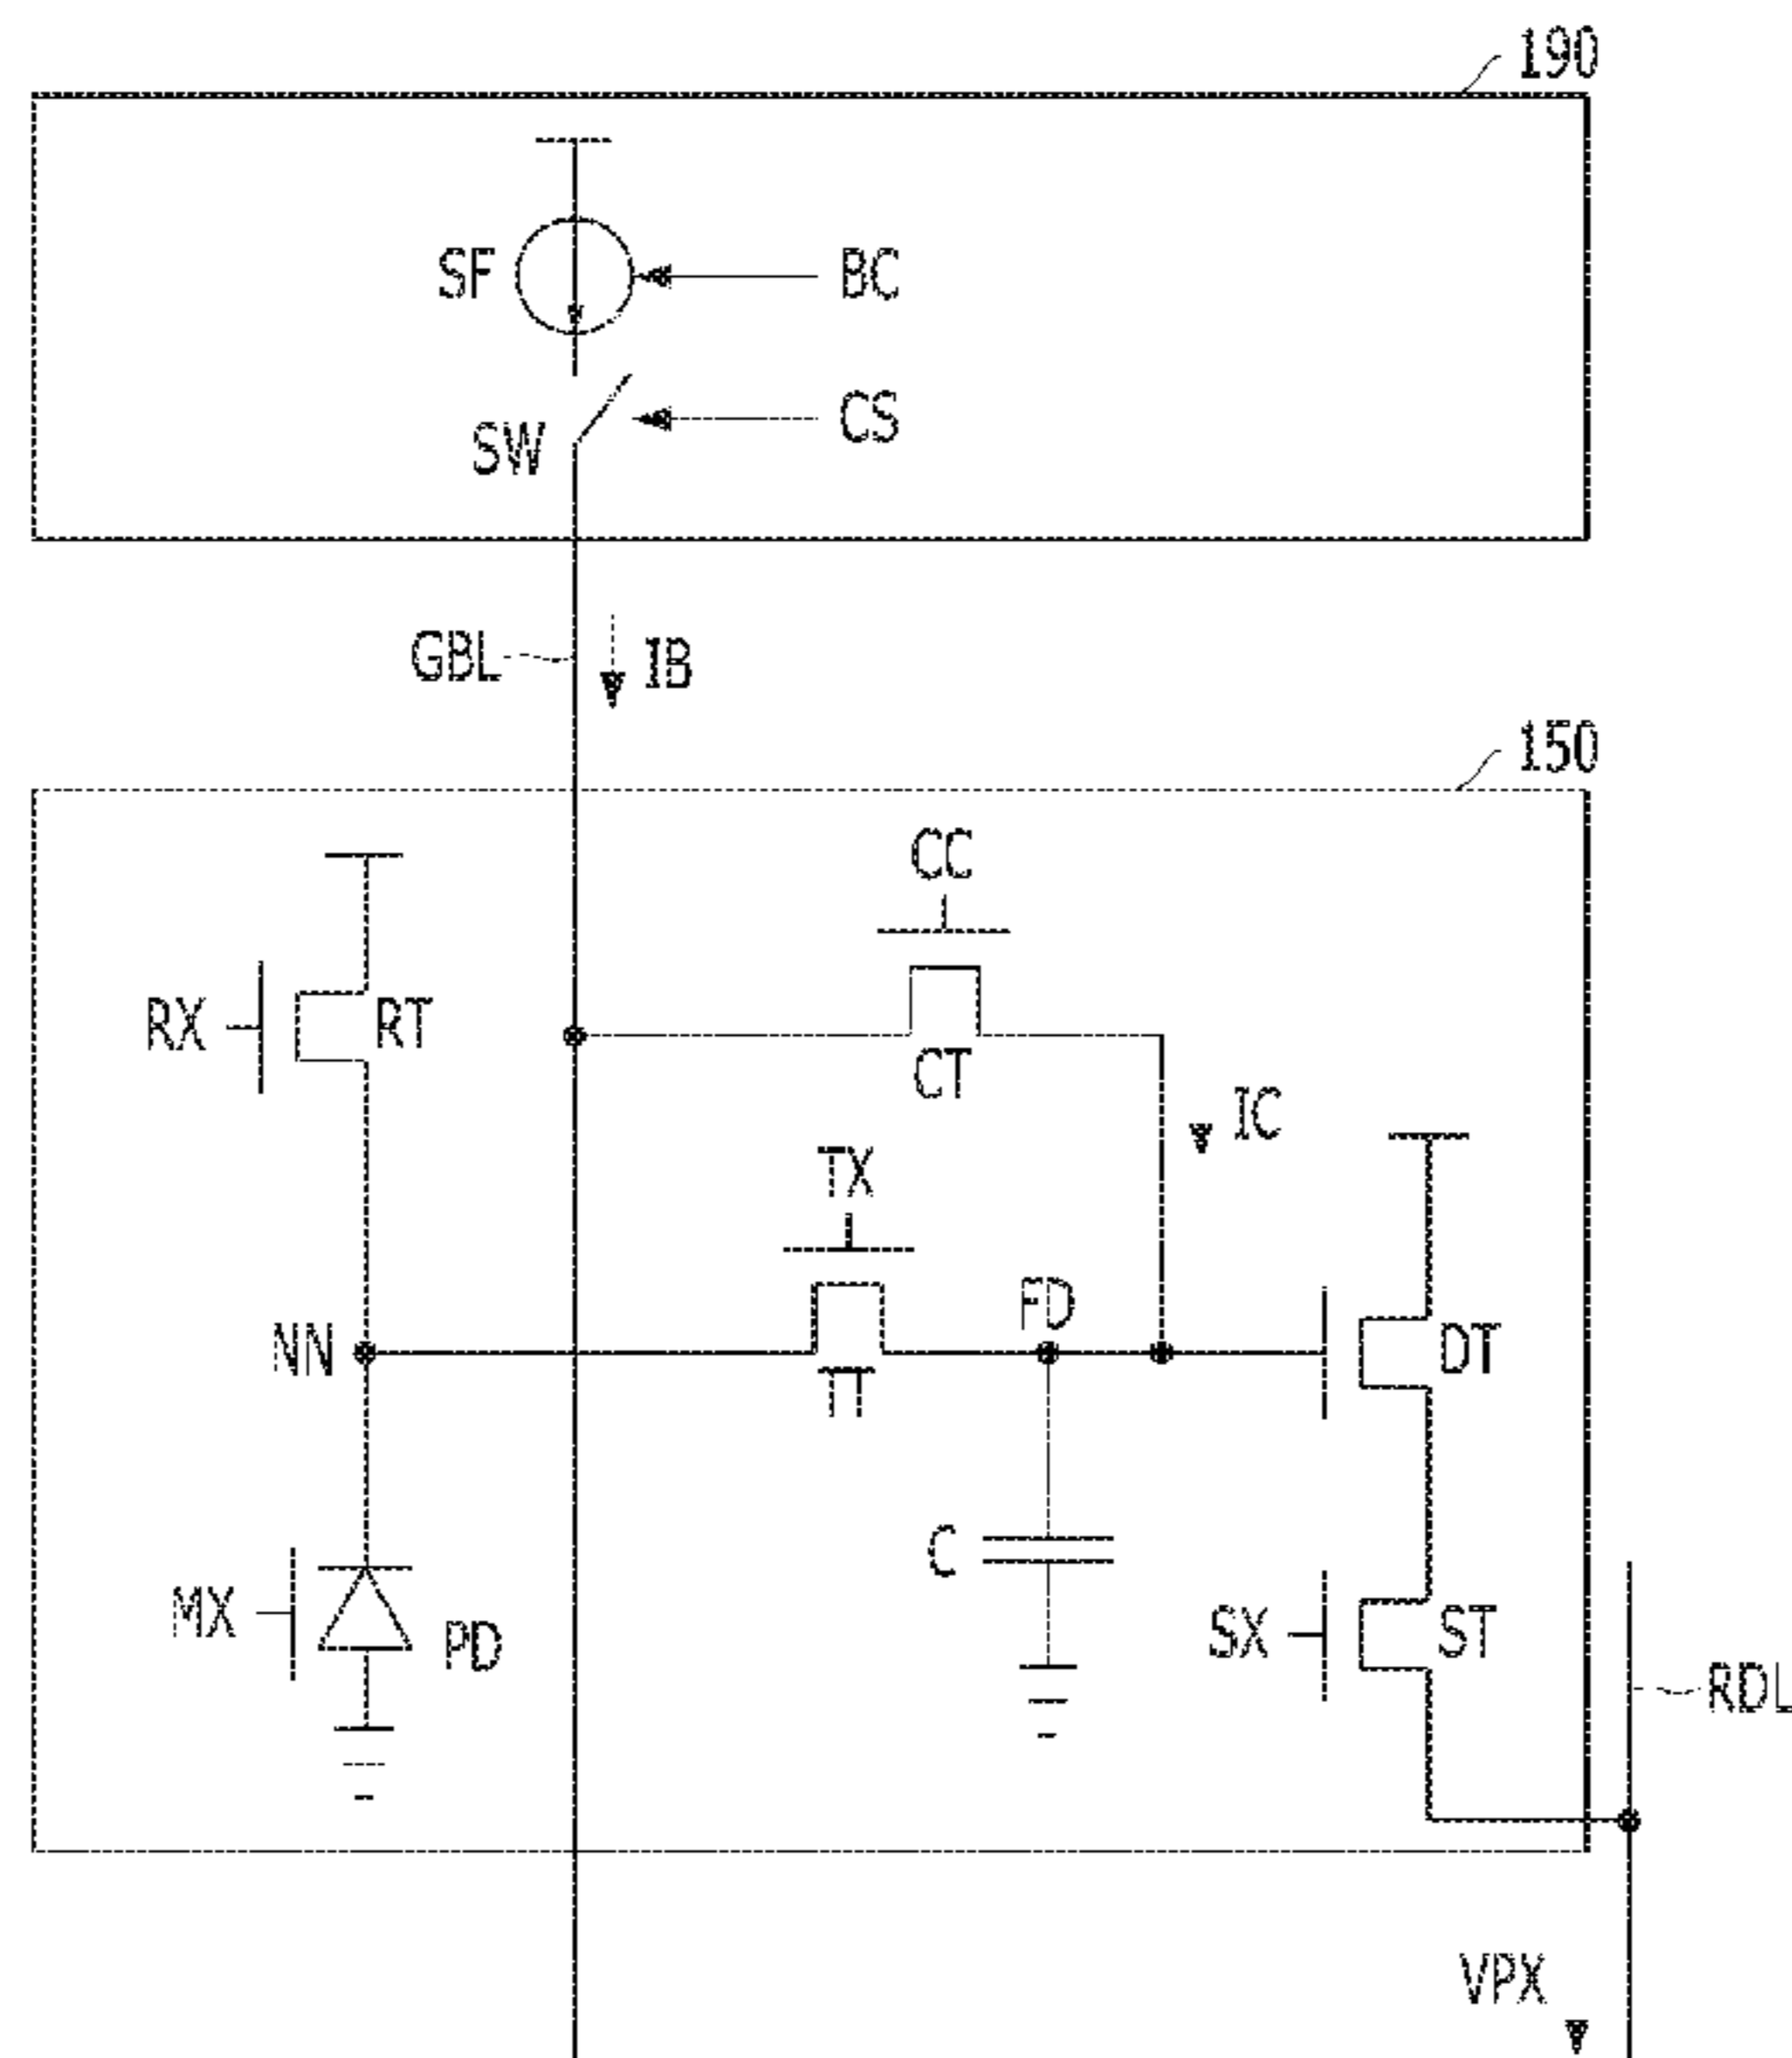 190
SF
BC
SW
CS
GBL
IB
150
CC
RX
RT
CT
IC
TX
FD
NN
TT
DT
C
MX
PD
SX
ST
RDL
VPX